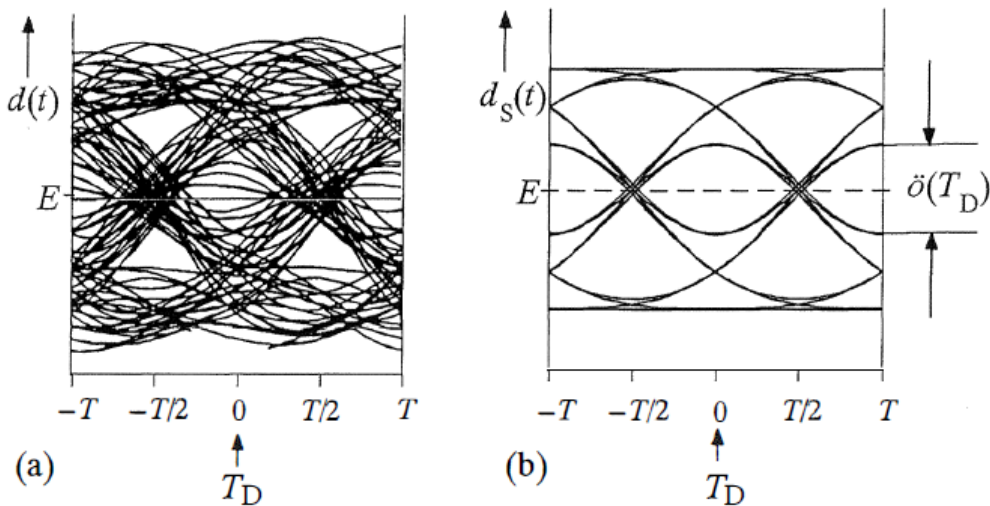 d(t)
E
−T −T/2 0 T/2 T
T_D
(a)
d_S(t)
E
ö(T_D)
−T −T/2 0 T/2 T
T_D
(b)